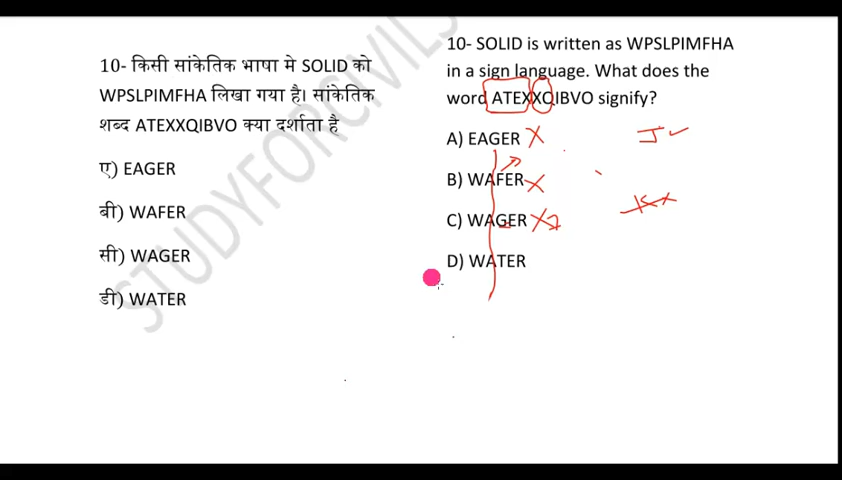 10- किसी सांकेतिक भाषा मे SOLID को
WPSLPIMFHA लिखा गया है। सांकेतिक
शब्द ATEXXQIBVO क्या दर्शाता है
ए) EAGER
बी) WAFER
सी) WAGER
डी) WATER
10- SOLID is written as WPSLPIMFHA
in a sign language. What does the
word ATEXXQIBVO signify?
A) EAGER
B) WAFER
C) WAGER
D) WATER
STUDYFORCIVILS